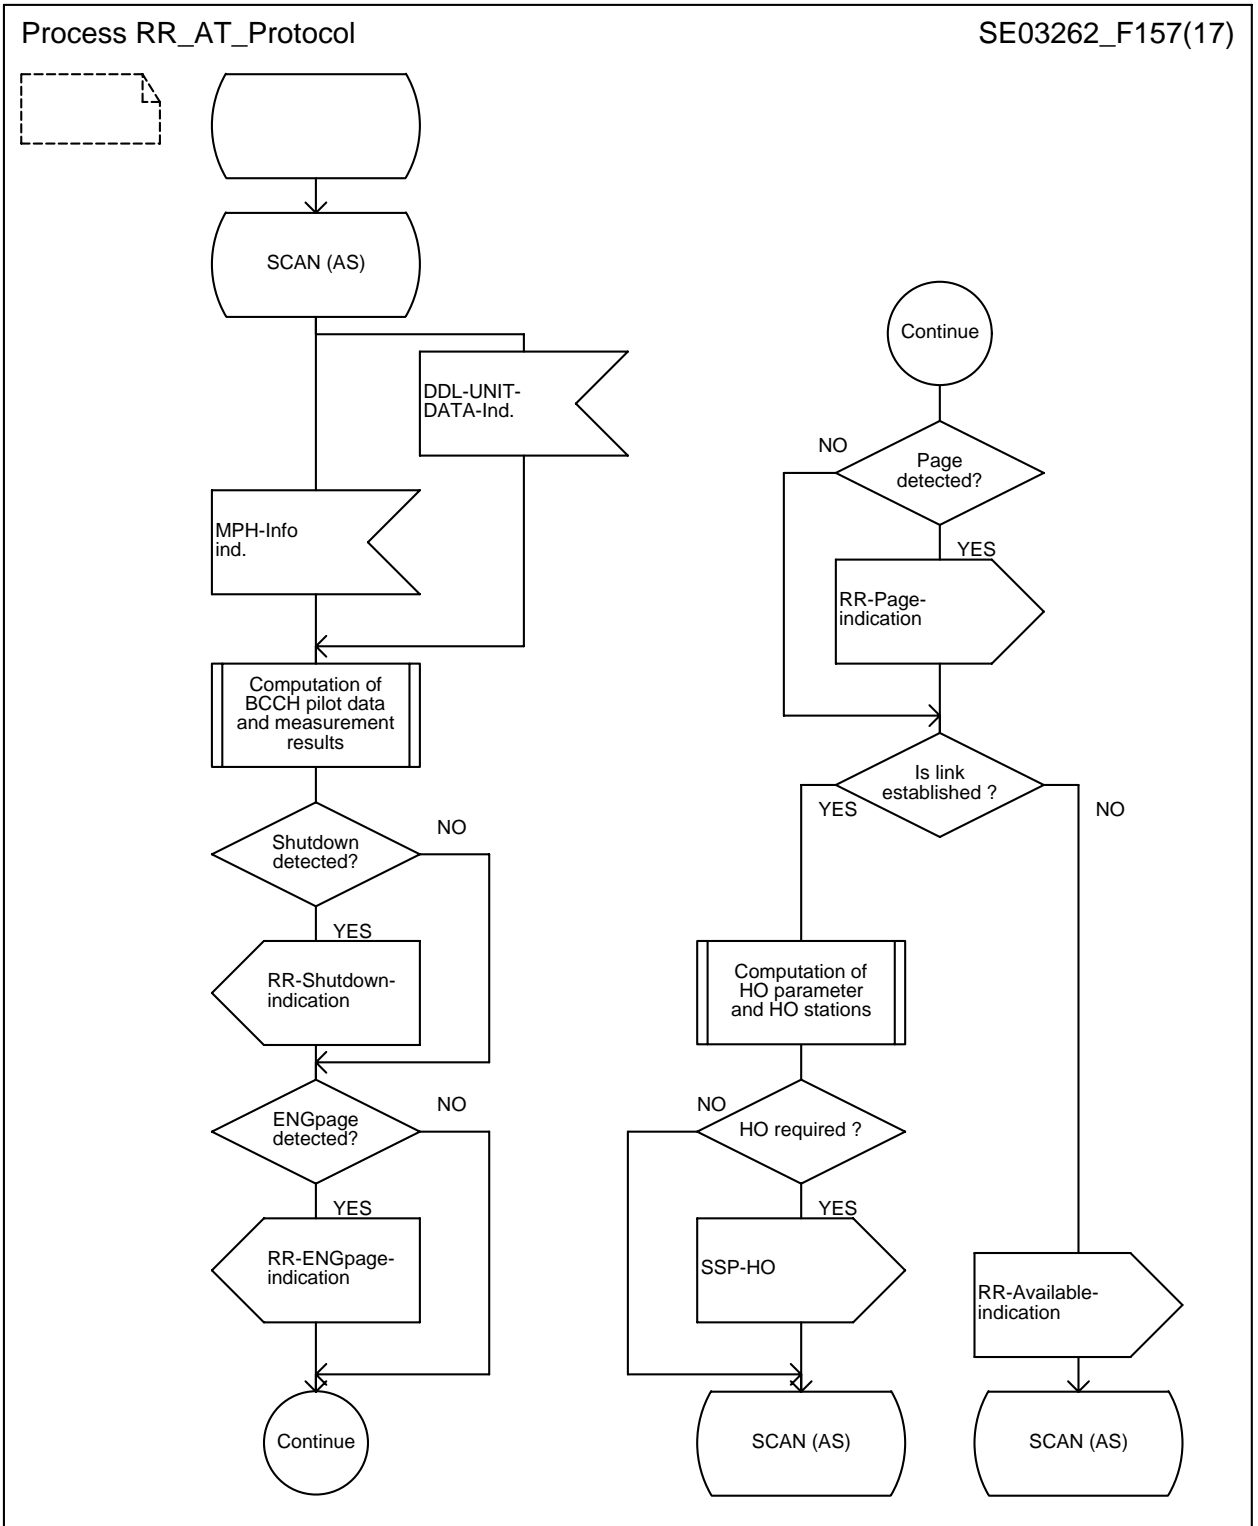 Process RR_AT_Protocol
SE03262_F157(17)
SCAN (AS)
DDL-UNIT-
DATA-Ind.
MPH-Info
ind.
Computation of
BCCH pilot data
and measurement
results
Shutdown
detected?
NO
YES
RR-Shutdown-
indication
ENGpage
detected?
NO
YES
RR-ENGpage-
indication
Continue
Continue
NO
Page
detected?
YES
RR-Page-
indication
Is link
established ?
YES
NO
Computation of
HO parameter
and HO stations
NO
HO required ?
YES
SSP-HO
RR-Available-
indication
SCAN (AS)
SCAN (AS)